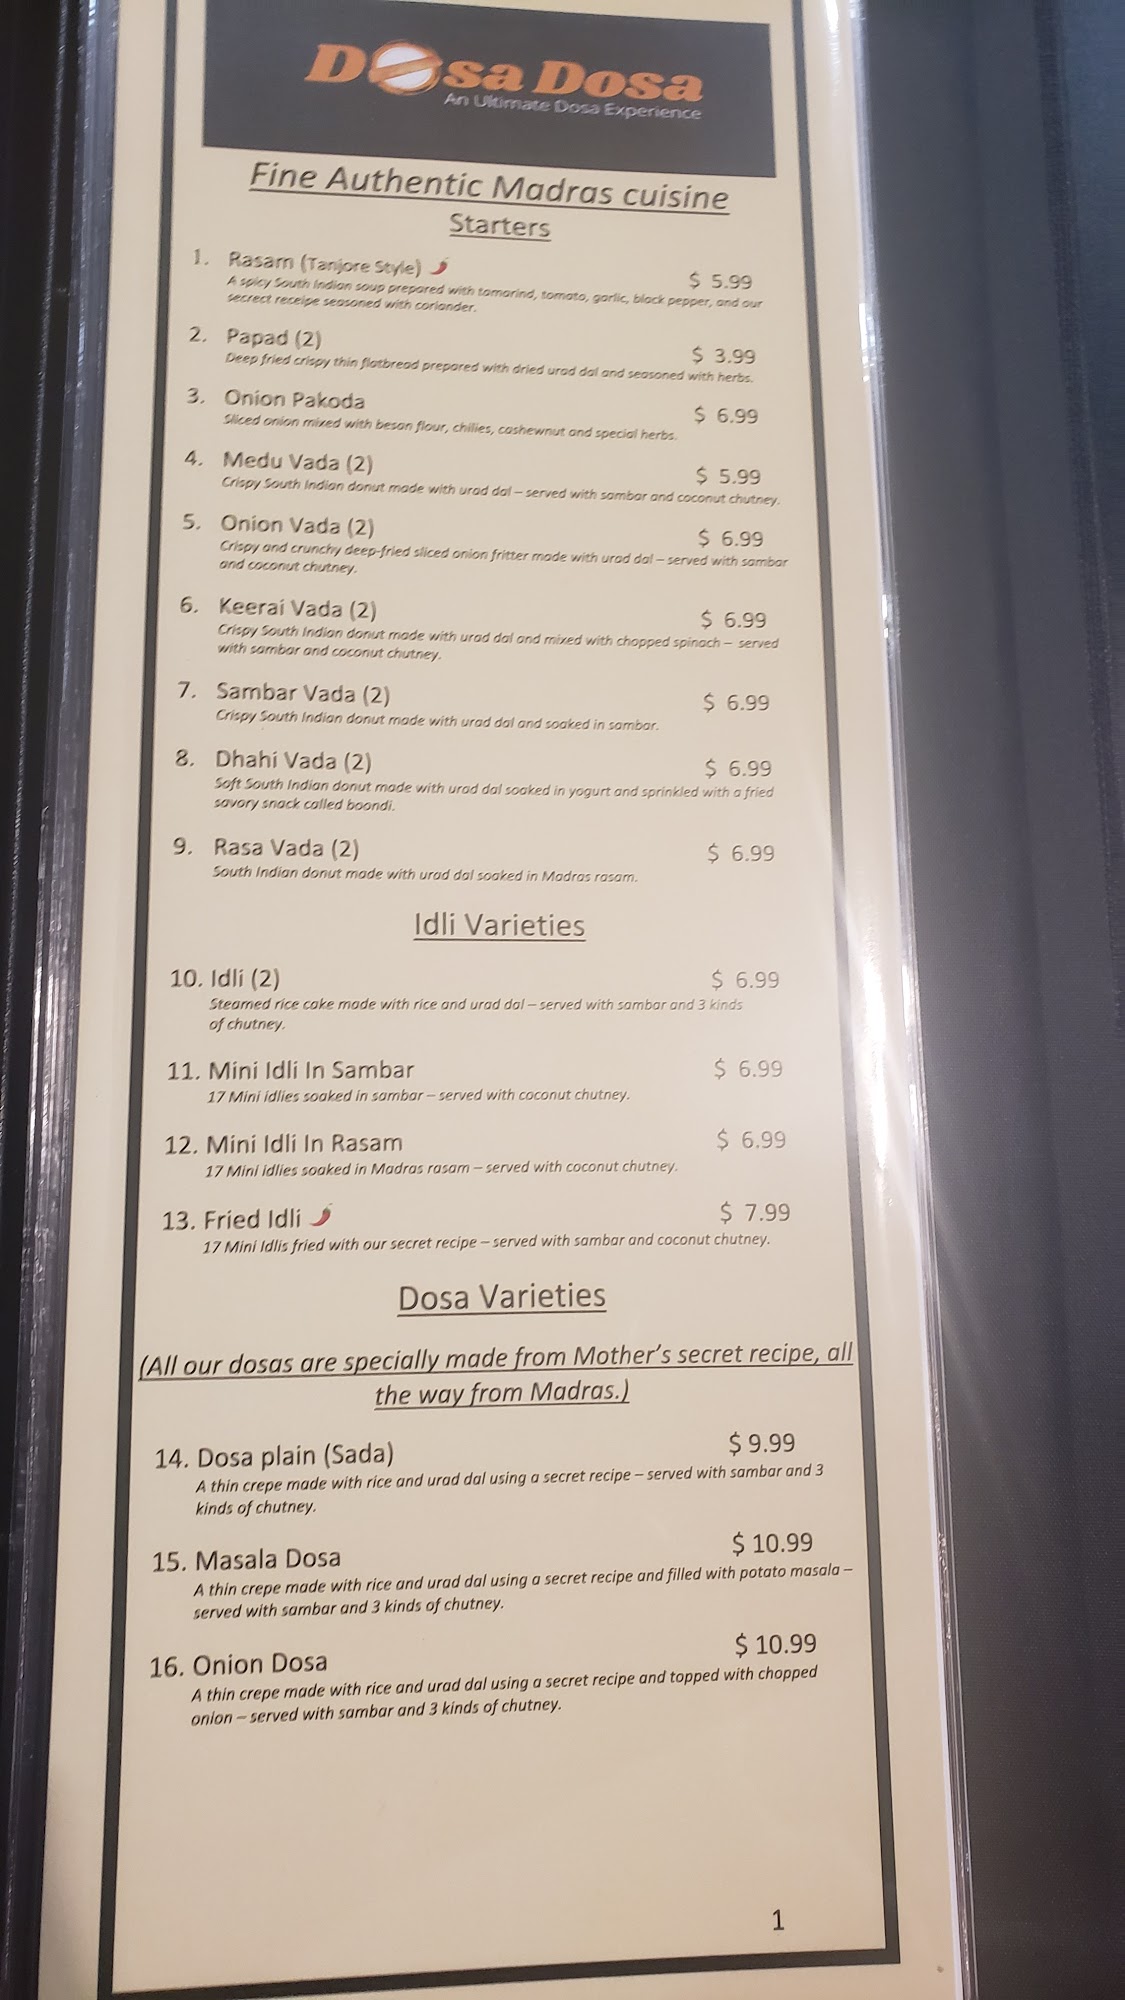 Dosa Dosa
An Ultimate Dosa Experience
Fine Authentic Madras cuisine
Starters
1. Rasam (Tanjore Style) $ 5.99
A spicy South Indian soup prepared with tamarind, tomato, garlic, black pepper, and our
secrect receipe seasoned with coriander.
2. Papad (2) $ 3.99
Deep fried crispy thin flatbread prepared with dried urad dal and seasoned with herbs.
3. Onion Pakoda $ 6.99
Sliced onion mixed with besan flour, chilies, cashewnut and special herbs.
4. Medu Vada (2) $ 5.99
Crispy South Indian donut made with urad dal – served with sambar and coconut chutney.
5. Onion Vada (2) $ 6.99
Crispy and crunchy deep-fried sliced onion fritter made with urad dal – served with sambar
and coconut chutney.
6. Keerai Vada (2) $ 6.99
Crispy South Indian donut made with urad dal and mixed with chopped spinach – served
with sambar and coconut chutney.
7. Sambar Vada (2) $ 6.99
Crispy South Indian donut made with urad dal and soaked in sambar.
8. Dhahi Vada (2) $ 6.99
Soft South Indian donut made with urad dal soaked in yogurt and sprinkled with a fried
savory snack called boondi.
9. Rasa Vada (2) $ 6.99
South Indian donut made with urad dal soaked in Madras rasam.
Idli Varieties
10. Idli (2) $ 6.99
Steamed rice cake made with rice and urad dal – served with sambar and 3 kinds
of chutney.
11. Mini Idli In Sambar $ 6.99
17 Mini idlies soaked in sambar – served with coconut chutney.
12. Mini Idli In Rasam $ 6.99
17 Mini idlies soaked in Madras rasam – served with coconut chutney.
13. Fried Idli $ 7.99
17 Mini Idlis fried with our secret recipe – served with sambar and coconut chutney.
Dosa Varieties
(All our dosas are specially made from Mother's secret recipe, all
the way from Madras.)
14. Dosa plain (Sada) $ 9.99
A thin crepe made with rice and urad dal using a secret recipe – served with sambar and 3
kinds of chutney.
15. Masala Dosa $ 10.99
A thin crepe made with rice and urad dal using a secret recipe and filled with potato masala –
served with sambar and 3 kinds of chutney.
16. Onion Dosa $ 10.99
A thin crepe made with rice and urad dal using a secret recipe and topped with chopped
onion – served with sambar and 3 kinds of chutney.
1